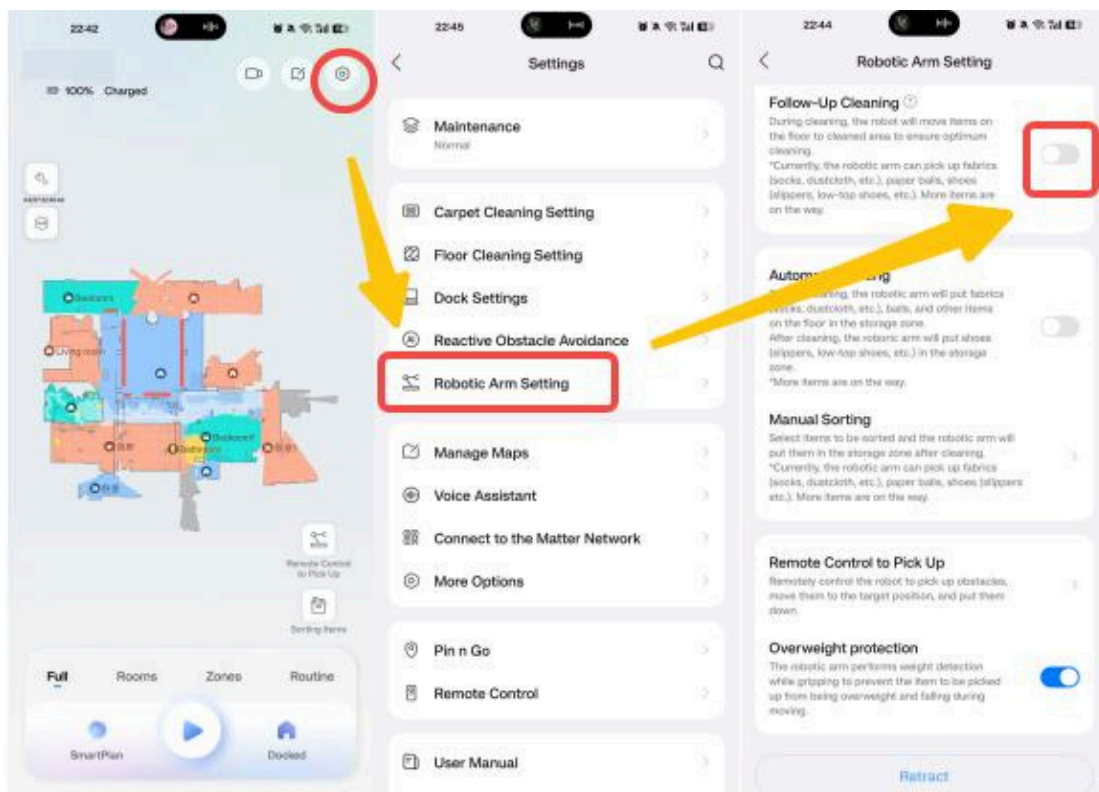 22:42
100% Charged
Bedroom
Living room
Bedroom
Bathroom
Remote Control
to Pick Up
Sorting Items
Full
Rooms
Zones
Routine
SmartPlan
Docked
22:45
Settings
Maintenance
Normal
Carpet Cleaning Setting
Floor Cleaning Setting
Dock Settings
Reactive Obstacle Avoidance
Robotic Arm Setting
Manage Maps
Voice Assistant
Connect to the Matter Network
More Options
Pin n Go
Remote Control
User Manual
22:44
Robotic Arm Setting
Follow-Up Cleaning
During cleaning, the robot will move items on
the floor to cleaned area to ensure optimum
cleaning.
*Currently, the robotic arm can pick up fabrics
(socks, dustcloth, etc.), paper balls, shoes
(slippers, low-top shoes, etc.). More items are
on the way.
cleaning, the robotic arm will put fabrics
(socks, dustcloth, etc.), balls, and other items
on the floor in the storage zone.
After cleaning, the robotic arm will put shoes
(slippers, low-top shoes, etc.) in the storage
zone.
*More items are on the way.
Manual Sorting
Select items to be sorted and the robotic arm will
put them in the storage zone after cleaning.
*Currently, the robotic arm can pick up fabrics
(socks, dustcloth, etc.), paper balls, shoes (slippers
etc.). More items are on the way.
Remote Control to Pick Up
Remotely control the robot to pick up obstacles,
move them to the target position, and put them
down.
Overweight protection
The robotic arm performs weight detection
while gripping to prevent the item to be picked
up from being overweight and falling during
moving.
Retract